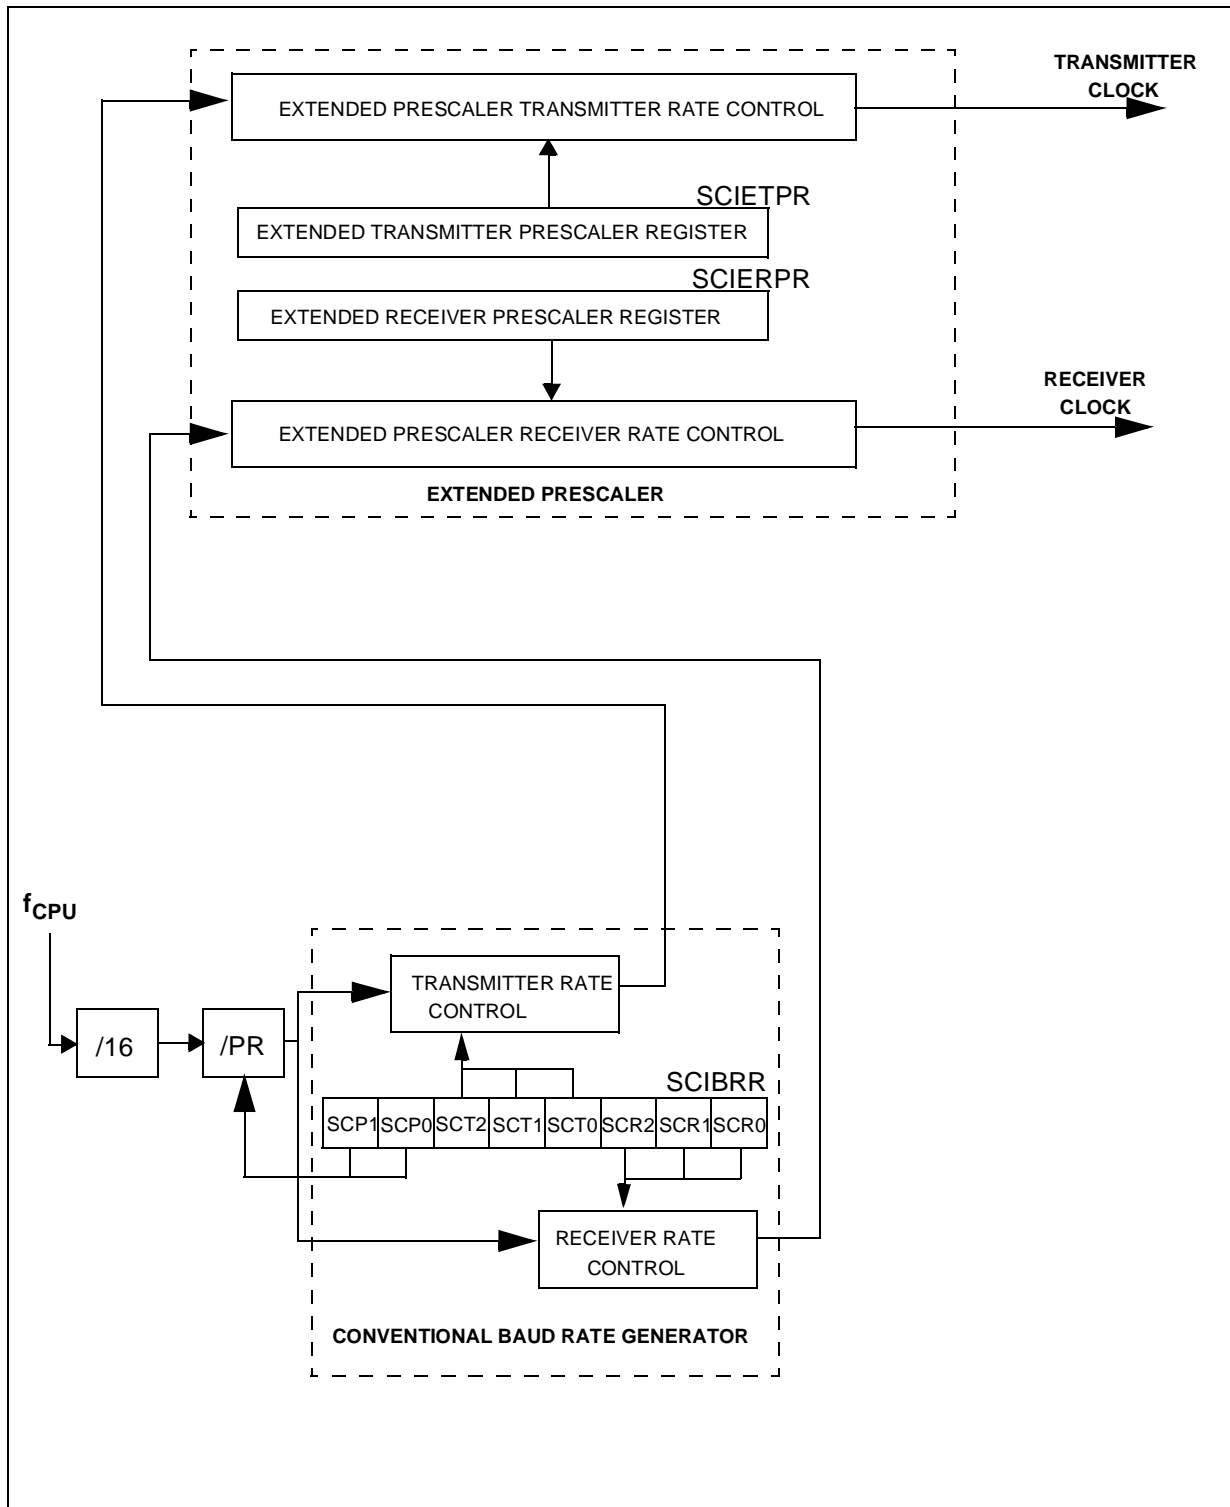 TRANSMITTER
CLOCK
EXTENDED PRESCALER TRANSMITTER RATE CONTROL
SCIETPR
EXTENDED TRANSMITTER PRESCALER REGISTER
SCIERPR
EXTENDED RECEIVER PRESCALER REGISTER
RECEIVER
CLOCK
EXTENDED PRESCALER RECEIVER RATE CONTROL
EXTENDED PRESCALER
fCPU
TRANSMITTER RATE
CONTROL
/16
/PR
SCIBRR
SCP1 SCP0 SCT2 SCT1 SCT0 SCR2 SCR1 SCR0
RECEIVER RATE
CONTROL
CONVENTIONAL BAUD RATE GENERATOR